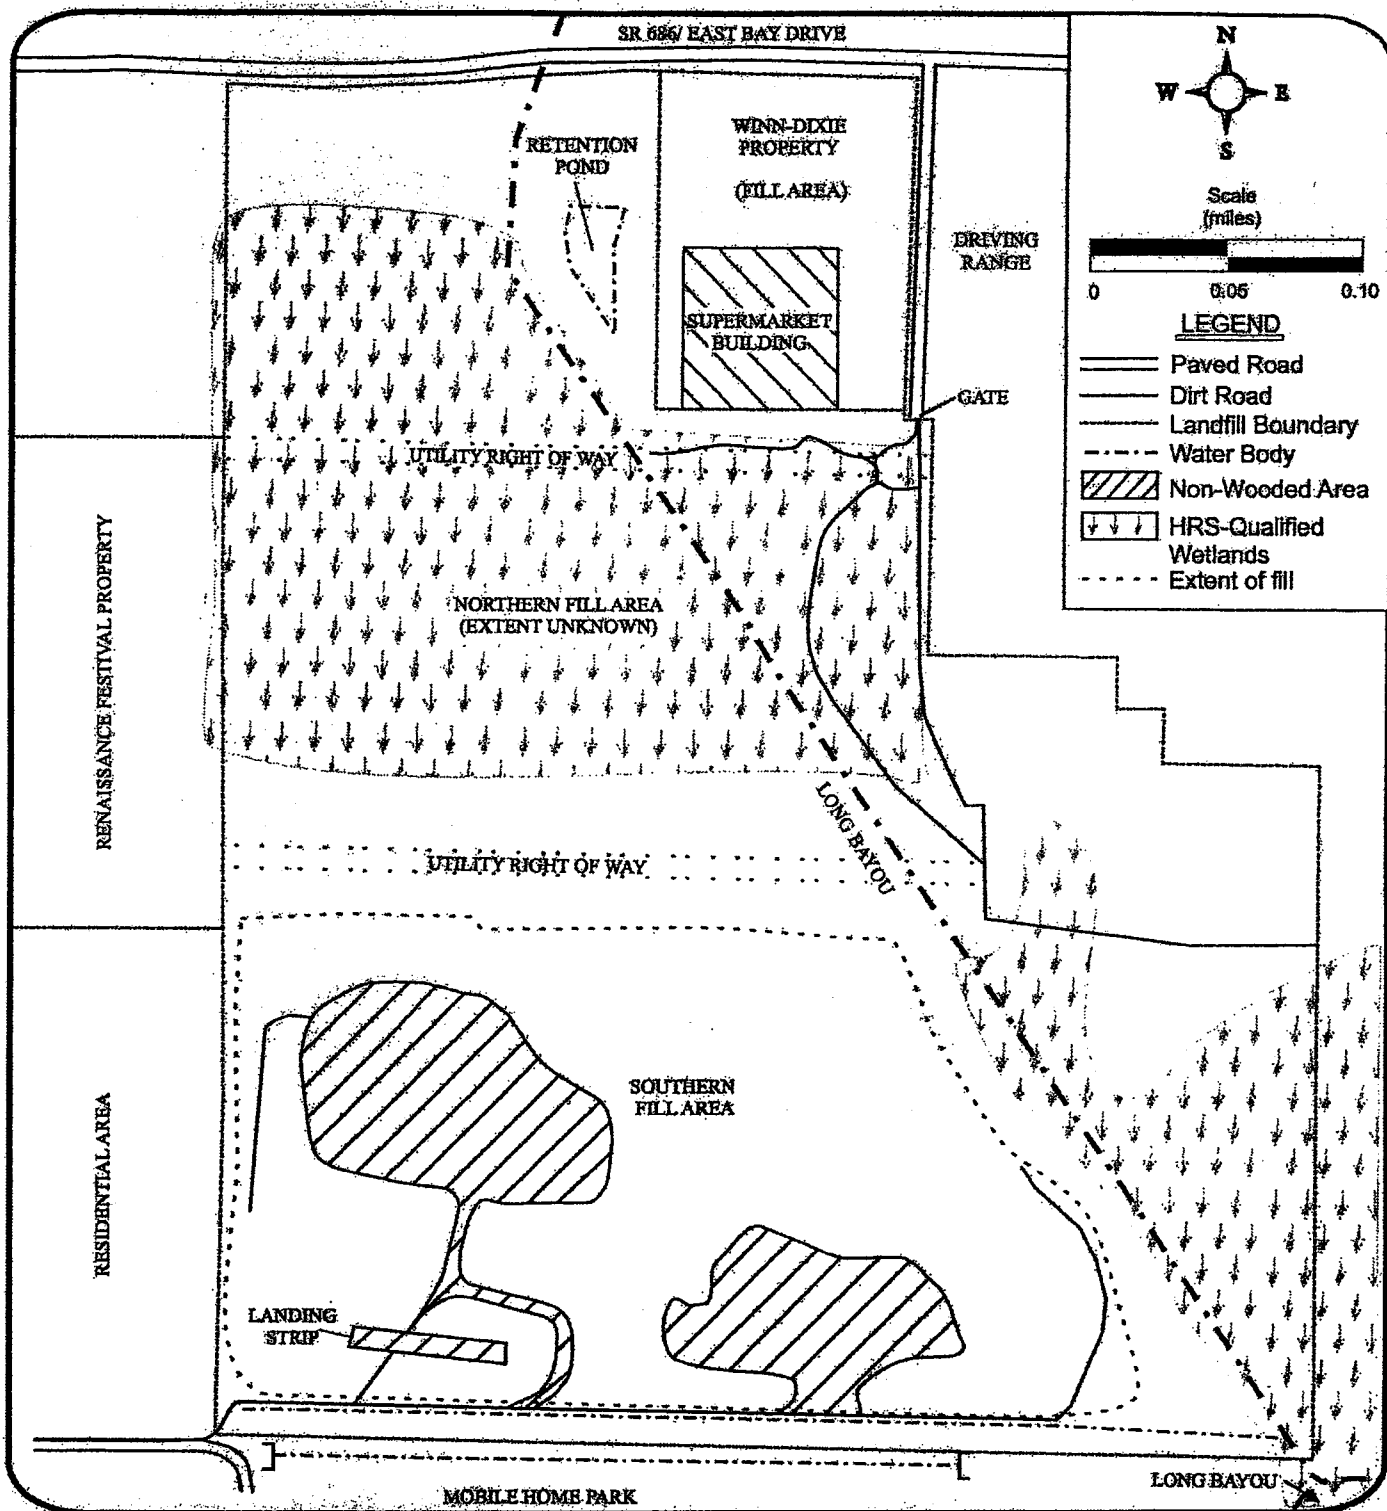 SR 686/ EAST BAY DRIVE
N
W E
S
Scale
(miles)
0 0.05 0.10
LEGEND
Paved Road
Dirt Road
Landfill Boundary
Water Body
Non-Wooded Area
HRS-Qualified
Wetlands
Extent of fill
RETENTION
POND
WINN-DIXIE
PROPERTY
(FILL AREA)
DRIVING
RANGE
SUPERMARKET
BUILDING
GATE
UTILITY RIGHT OF WAY
RENAISSANCE FESTIVAL PROPERTY
NORTHERN FILL AREA
(EXTENT UNKNOWN)
LONG BAYOU
UTILITY RIGHT OF WAY
SOUTHERN
FILL AREA
RESIDENTIAL AREA
LANDING
STRIP
LONG BAYOU
MOBILE HOME PARK